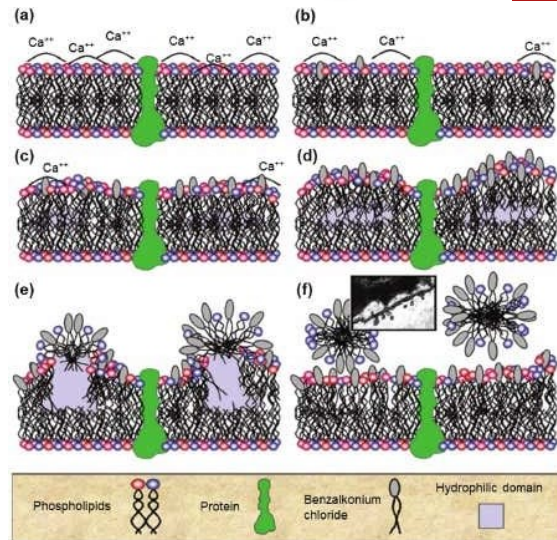 (a)
Ca++ Ca++ Ca++ Ca++ Ca++ Ca++
(b)
Ca++ Ca++ Ca++
(c)
Ca++ Ca++
(d)
(e)
(f)
Phospholipids
Protein
Benzalkonium
chloride
Hydrophilic domain